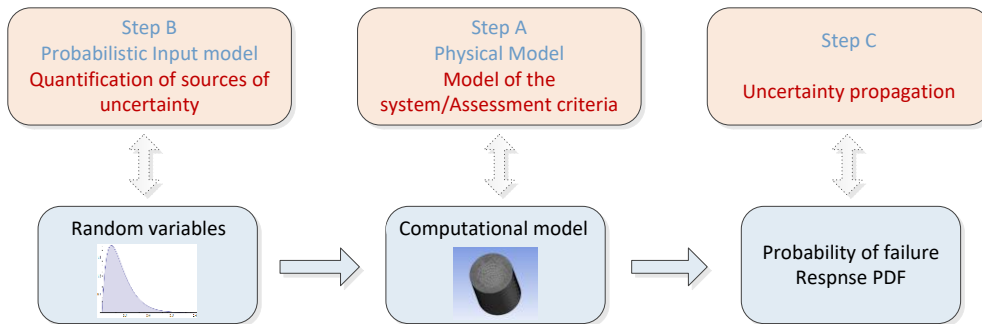 Step B
Probabilistic Input model
Quantification of sources of
uncertainty
Step A
Physical Model
Model of the
system/Assessment criteria
Step C
Uncertainty propagation
Random variables
Computational model
Probability of failure
Respnse PDF